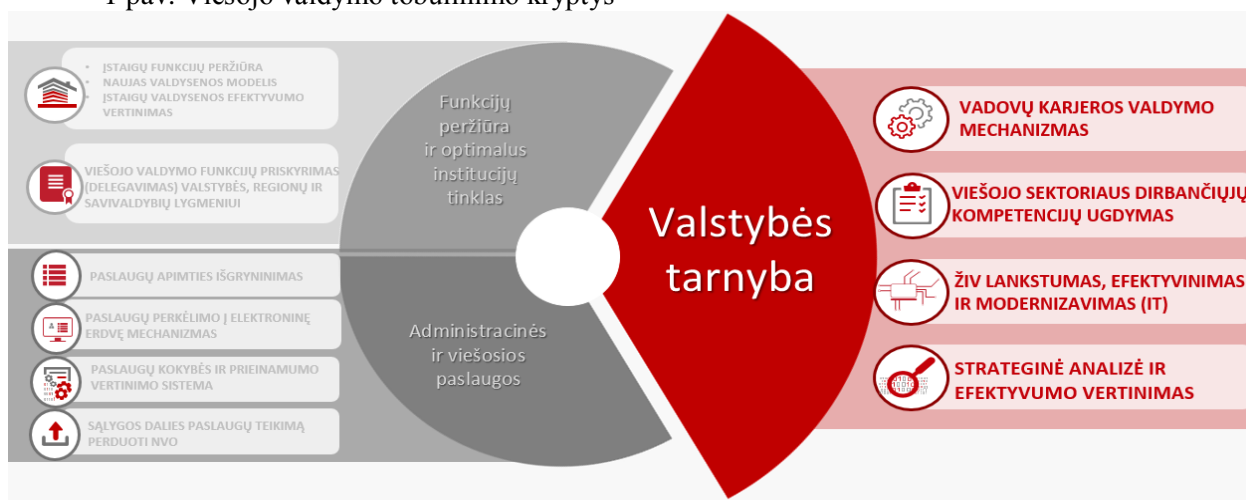 1 pav. Viešojo valdymo tobulinimo kryptys
• ĮSTAIGŲ FUNKCIJŲ PERŽIŪRA
• NAUJAS VALDYSENOS MODELIS
• ĮSTAIGŲ VALDYSENOS EFEKTYVUMO
VERTINIMAS
VIEŠOJO VALDYMO FUNKCIJŲ PRISKYRIMAS
(DELEGAVIMAS) VALSTYBĖS, REGIONŲ IR
SAVIVALDYBIŲ LYGMENIUI
PASLAUGŲ APIMTIES IŠGRYNINIMAS
PASLAUGŲ PERKĖLIMO Į ELEKTRONINĘ
ERDVĘ MECHANIZMAS
PASLAUGŲ KOKYBĖS IR PRIEINAMUMO
VERTINIMO SISTEMA
SĄLYGOS DALIES PASLAUGŲ TEIKIMĄ
PERDUOTI NVO
Funkcijų
peržiūra
ir optimalus
institucijų
tinklas
Administracinės
ir viešosios
paslaugos
Valstybės
tarnyba
VADOVŲ KARJEROS VALDYMO
MECHANIZMAS
VIEŠOJO SEKTORIAUS DIRBANČIŲJŲ
KOMPETENCIJŲ UGDYMAS
ŽIV LANKSTUMAS, EFEKTYVINIMAS
IR MODERNIZAVIMAS (IT)
STRATEGINĖ ANALIZĖ IR
EFEKTYVUMO VERTINIMAS